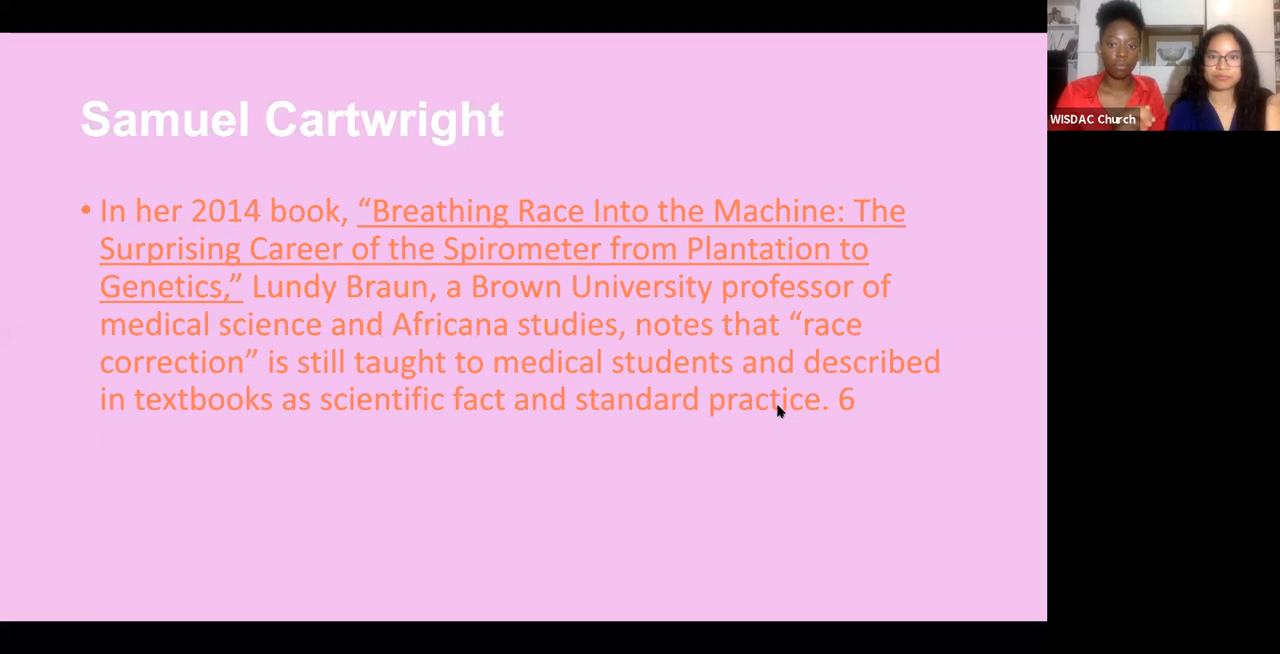 Samuel Cartwright
• In her 2014 book, “Breathing Race Into the Machine: The
Surprising Career of the Spirometer from Plantation to
Genetics,” Lundy Braun, a Brown University professor of
medical science and Africana studies, notes that “race
correction” is still taught to medical students and described
in textbooks as scientific fact and standard practice. 6
WISDAC Church